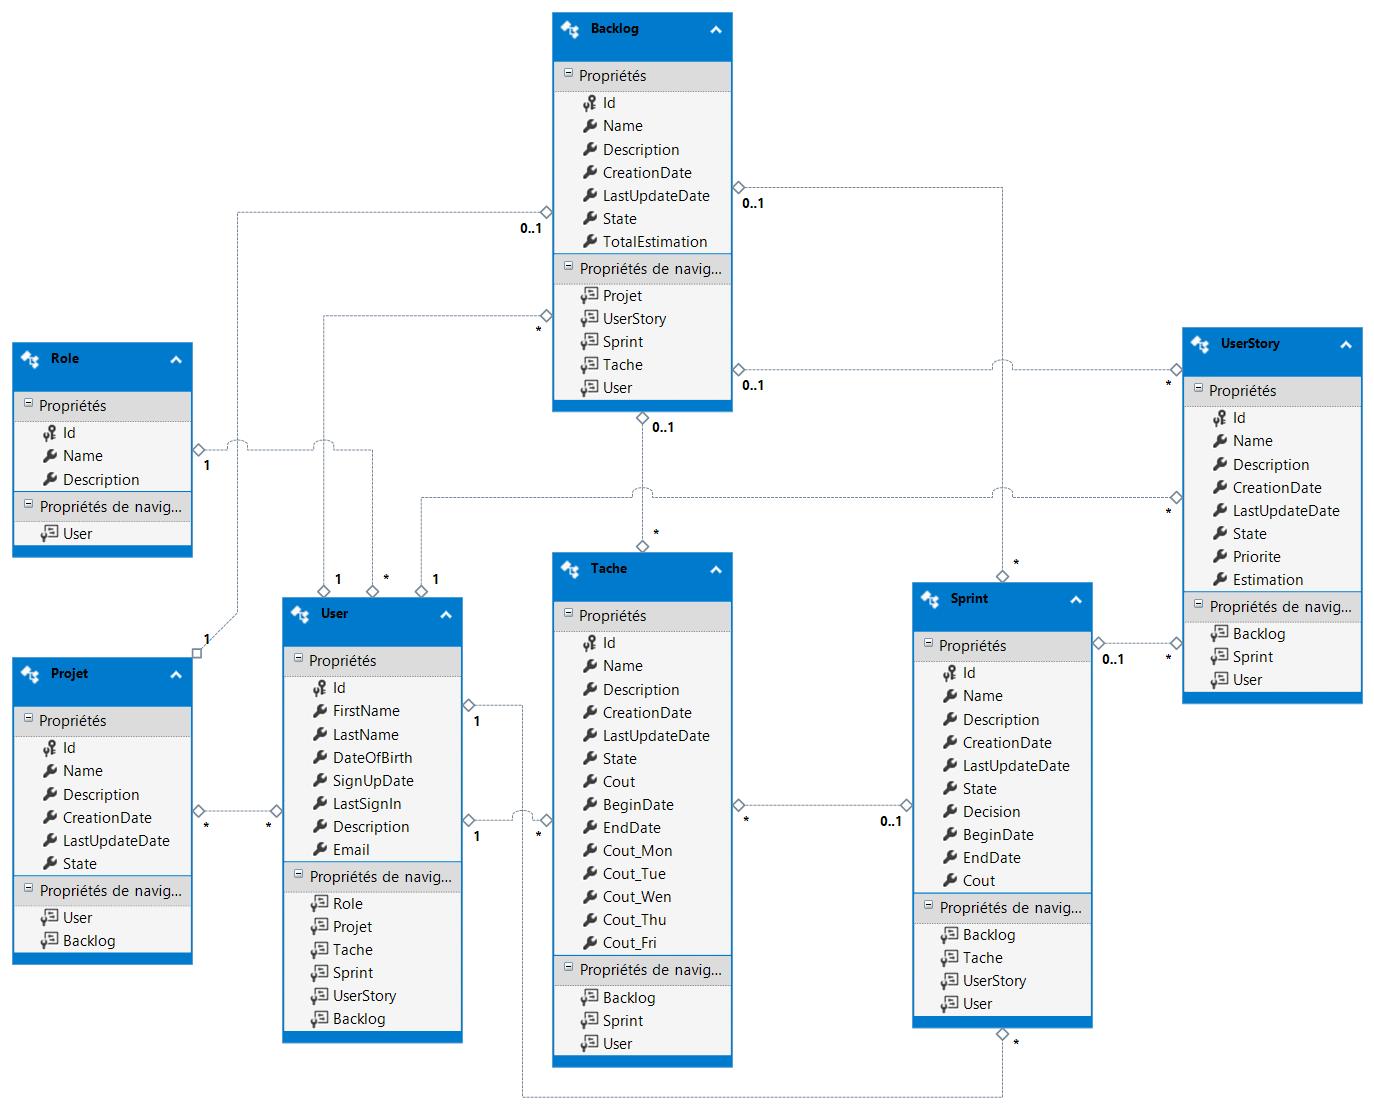 Backlog
Propriétés
Id
Name
Description
CreationDate
LastUpdateDate
State
TotalEstimation
Propriétés de navig...
Projet
UserStory
Sprint
Tache
User
0..1
*
0..1
0..1
0..1
*
UserStory
Propriétés
Id
Name
Description
CreationDate
LastUpdateDate
State
Priorite
Estimation
Propriétés de navig...
Backlog
Sprint
User
*
*
Role
Propriétés
Id
Name
Description
Propriétés de navig...
User
1
1
*
1
*
*
1
Projet
Propriétés
Id
Name
Description
CreationDate
LastUpdateDate
State
Propriétés de navig...
User
Backlog
*
*
User
Propriétés
Id
FirstName
LastName
DateOfBirth
SignUpDate
LastSignIn
Description
Email
Propriétés de navig...
Role
Projet
Tache
Sprint
UserStory
Backlog
1
1
*
Tache
Propriétés
Id
Name
Description
CreationDate
LastUpdateDate
State
Cout
BeginDate
EndDate
Cout_Mon
Cout_Tue
Cout_Wen
Cout_Thu
Cout_Fri
Propriétés de navig...
Backlog
Sprint
User
*
0..1
Sprint
Propriétés
Id
Name
Description
CreationDate
LastUpdateDate
State
Decision
BeginDate
EndDate
Cout
Propriétés de navig...
Backlog
Tache
UserStory
User
0..1
*